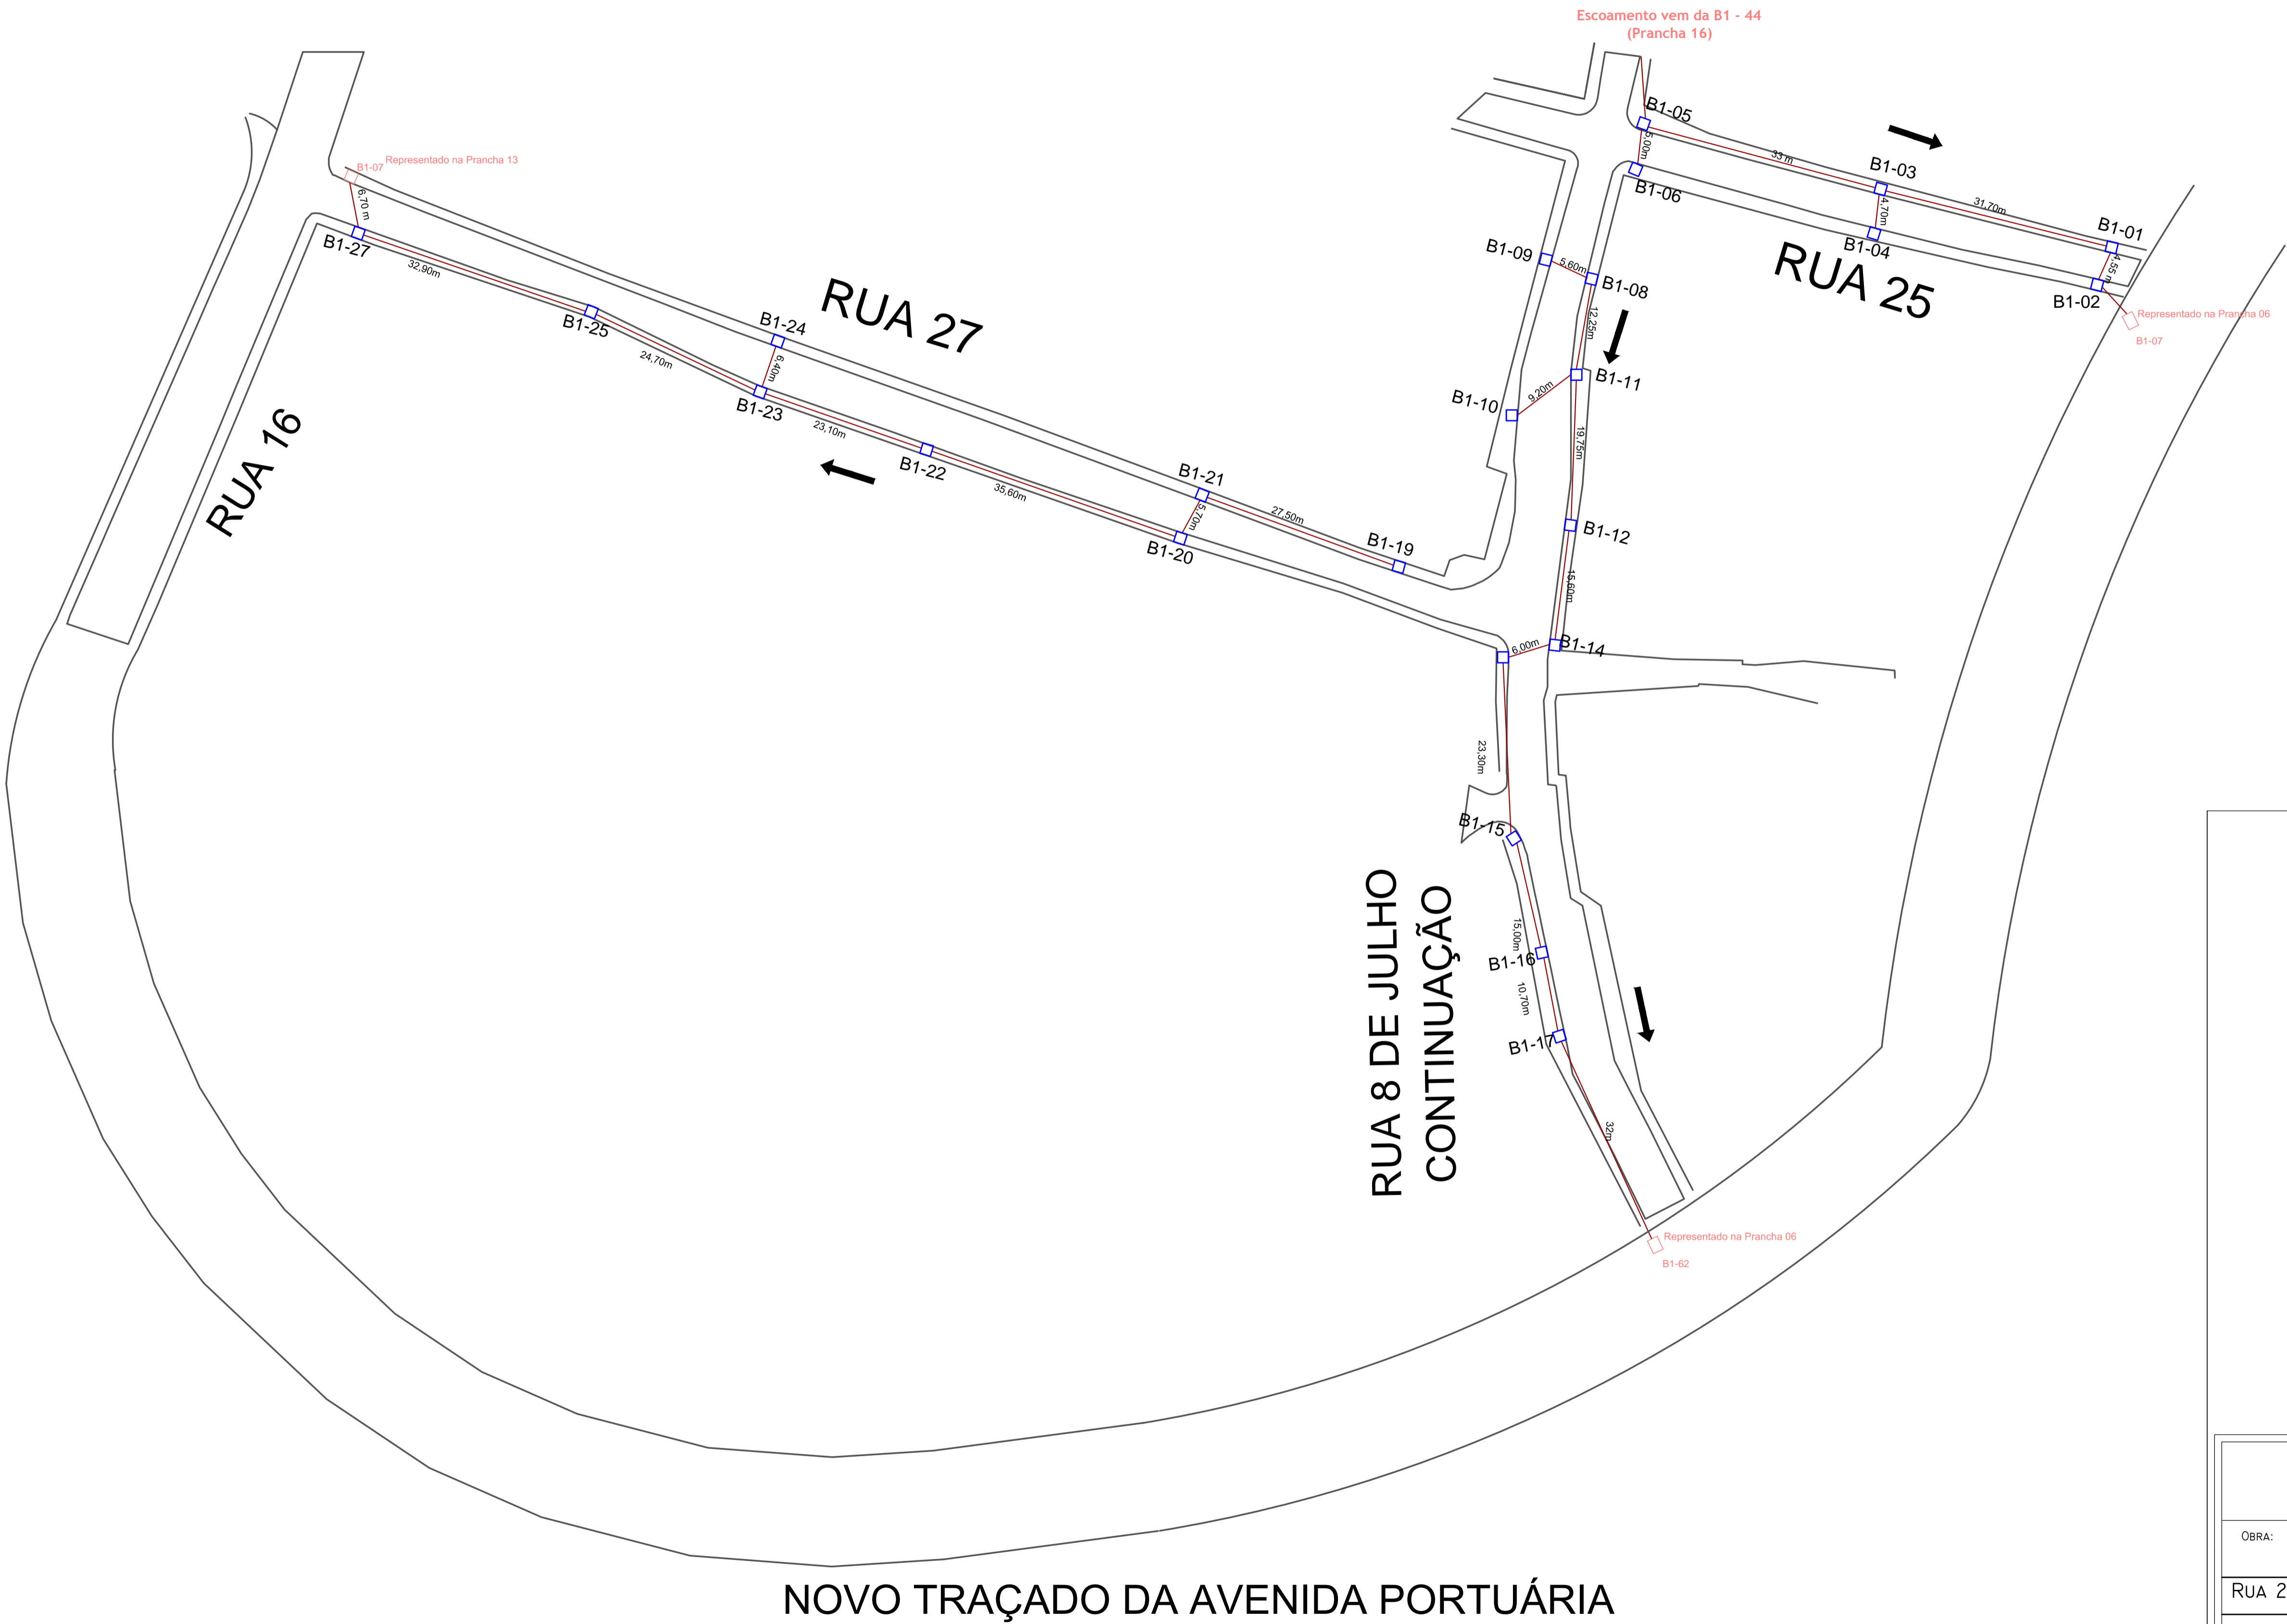 Escoamento vem da B1 - 44
(Prancha 16)
B1-05
33 m
B1-03
5,00m
B1-06
4,70m
B1-04
31,70m
B1-01
4,55 m
B1-02
RUA 25
Representado na Prancha 06
B1-07
B1-07
Representado na Prancha 13
6,70 m
B1-27
32,90m
B1-25
24,70m
B1-24
6,40m
B1-23
RUA 27
23,10m
B1-22
35,60m
B1-21
5,70m
B1-20
27,50m
B1-19
RUA 16
B1-09
5,60m
B1-08
12,25m
B1-10
9,20m
B1-11
19,75m
B1-12
15,60m
6,00m
B1-14
23,30m
B1-15
15,00m
B1-16
10,70m
B1-17
32m
RUA 8 DE JULHO
CONTINUAÇÃO
Representado na Prancha 06
B1-62
OBRA:
RUA 2
NOVO TRAÇADO DA AVENIDA PORTUÁRIA